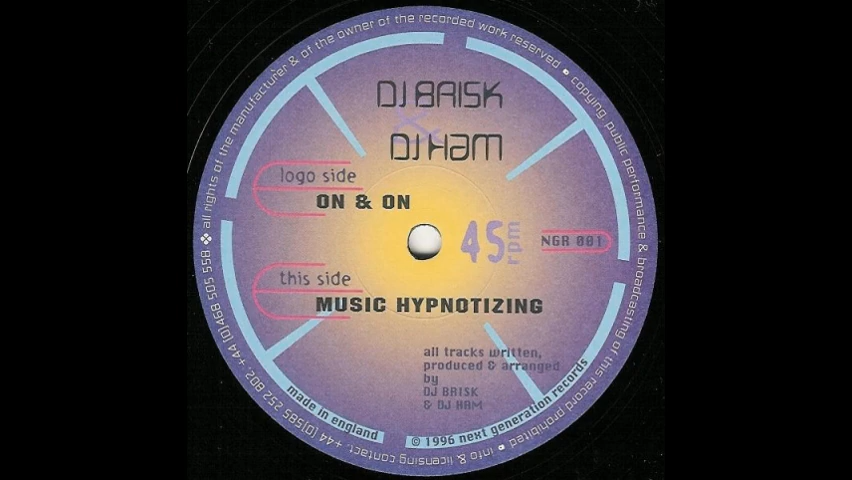 DJ BRISK
&
DJ HAM
logo side
ON & ON
45 rpm
NGR 001
this side
MUSIC HYPNOTIZING
all tracks written,
produced & arranged
by
DJ BRISK
& DJ HAM
made in england
© 1996 next generation records
❖ all rights of the manufacturer & of the owner of the recorded work reserved • copying, public performance & broadcasting of this record prohibited • info & licensing contact. +44 (0)585 252 802. +44 (0)468 505 558